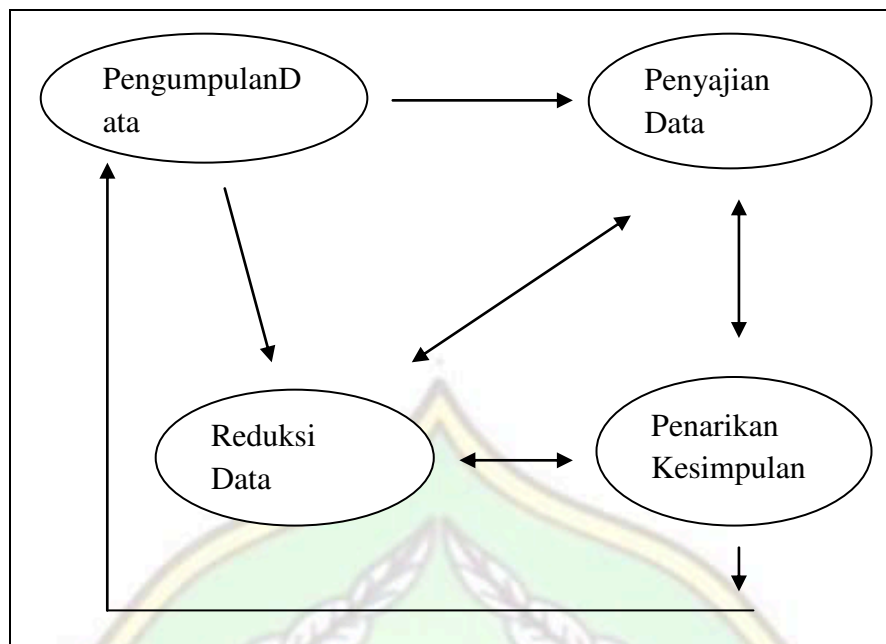 PengumpulanD
ata
Penyajian
Data
Reduksi
Data
Penarikan
Kesimpulan